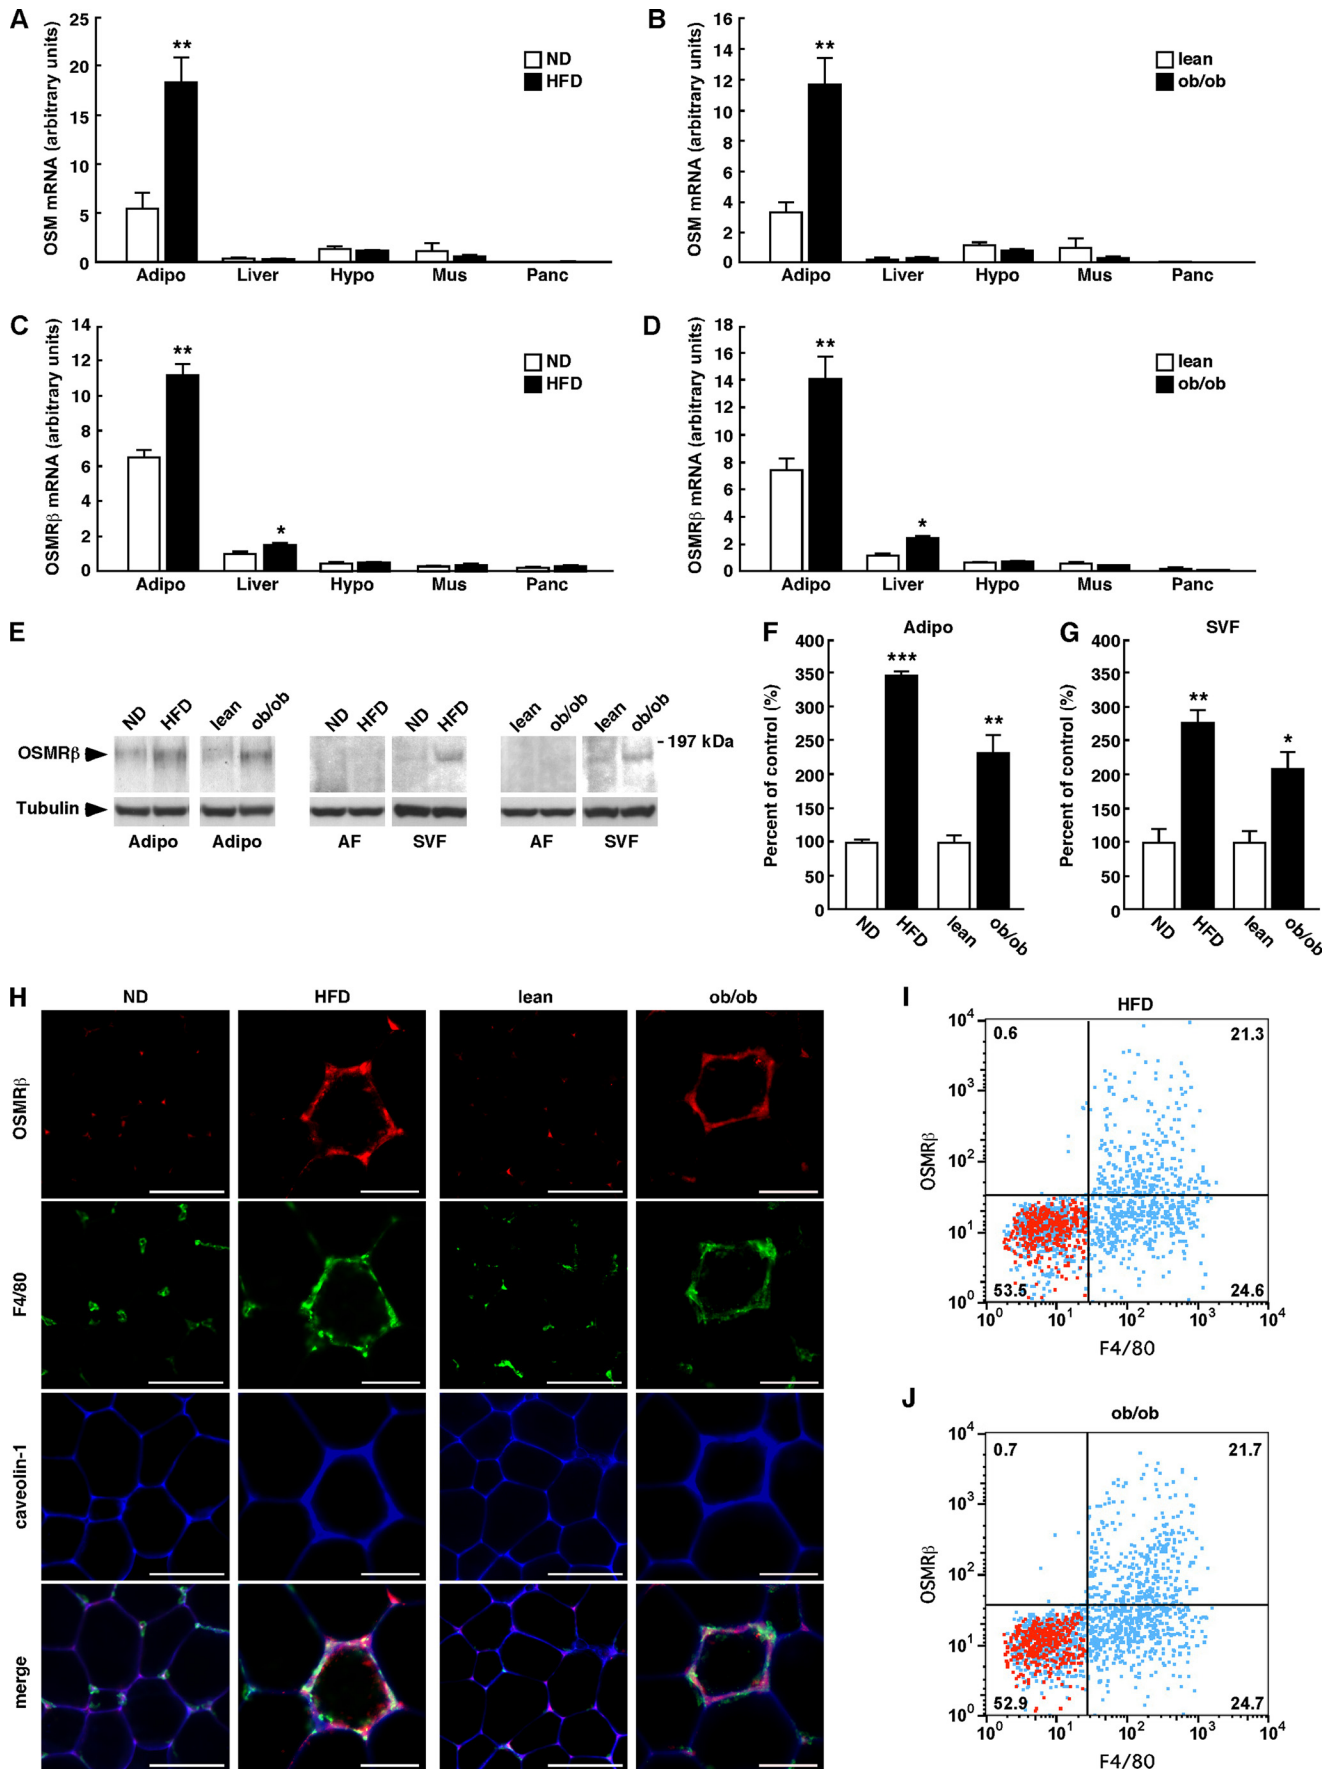 A
OSM mRNA (arbitrary units)
25
20
15
10
5
0
**
ND
HFD
Adipo Liver Hypo Mus Panc
B
OSM mRNA (arbitrary units)
16
14
12
10
8
6
4
2
0
**
lean
ob/ob
Adipo Liver Hypo Mus Panc
C
OSMRβ mRNA (arbitrary units)
14
12
10
8
6
4
2
0
**
*
ND
HFD
Adipo Liver Hypo Mus Panc
D
OSMRβ mRNA (arbitrary units)
18
16
14
12
10
8
6
4
2
0
**
*
lean
ob/ob
Adipo Liver Hypo Mus Panc
E
ND HFD lean ob/ob ND HFD ND HFD lean ob/ob lean ob/ob
OSMRβ
- 197 kDa
Tubulin
Adipo Adipo AF SVF AF SVF
F
Adipo
Percent of control (%)
400
350
300
250
200
150
100
50
0
***
**
ND HFD lean ob/ob
G
SVF
Percent of control (%)
400
350
300
250
200
150
100
50
0
**
*
ND HFD lean ob/ob
H
ND HFD lean ob/ob
OSMRβ
F4/80
caveolin-1
merge
I
HFD
OSMRβ
10⁴
10³
10²
10¹
10⁰
0.6 21.3
53.5 24.6
10⁰ 10¹ 10² 10³ 10⁴
F4/80
J
ob/ob
OSMRβ
10⁴
10³
10²
10¹
10⁰
0.7 21.7
52.9 24.7
10⁰ 10¹ 10² 10³ 10⁴
F4/80